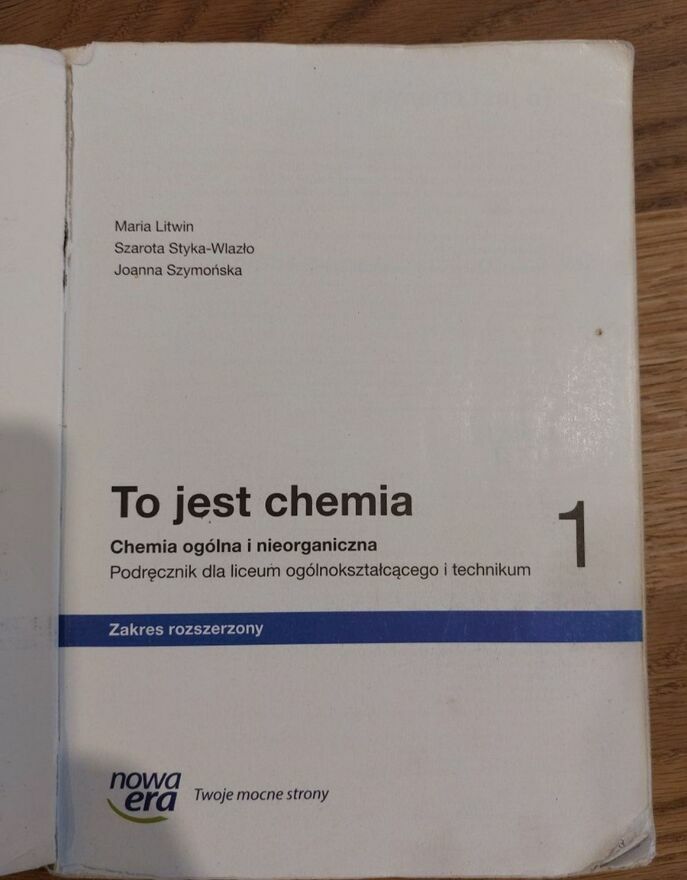 Maria Litwin
Szarota Styka-Wlazło
Joanna Szymońska
To jest chemia
1
Chemia ogólna i nieorganiczna
Podręcznik dla liceum ogólnokształcącego i technikum
Zakres rozszerzony
nowa
era
Twoje mocne strony